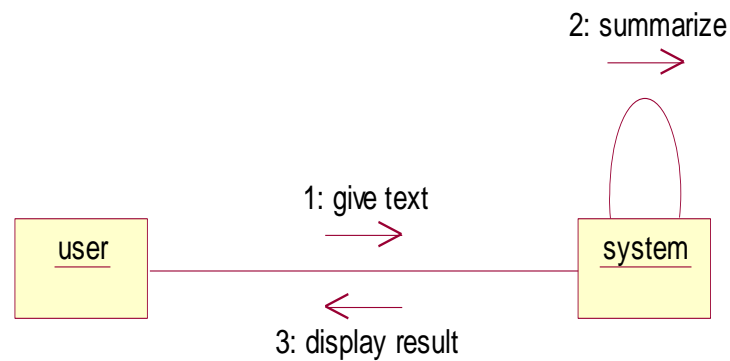 2: summarize
1: give text
user
system
3: display result